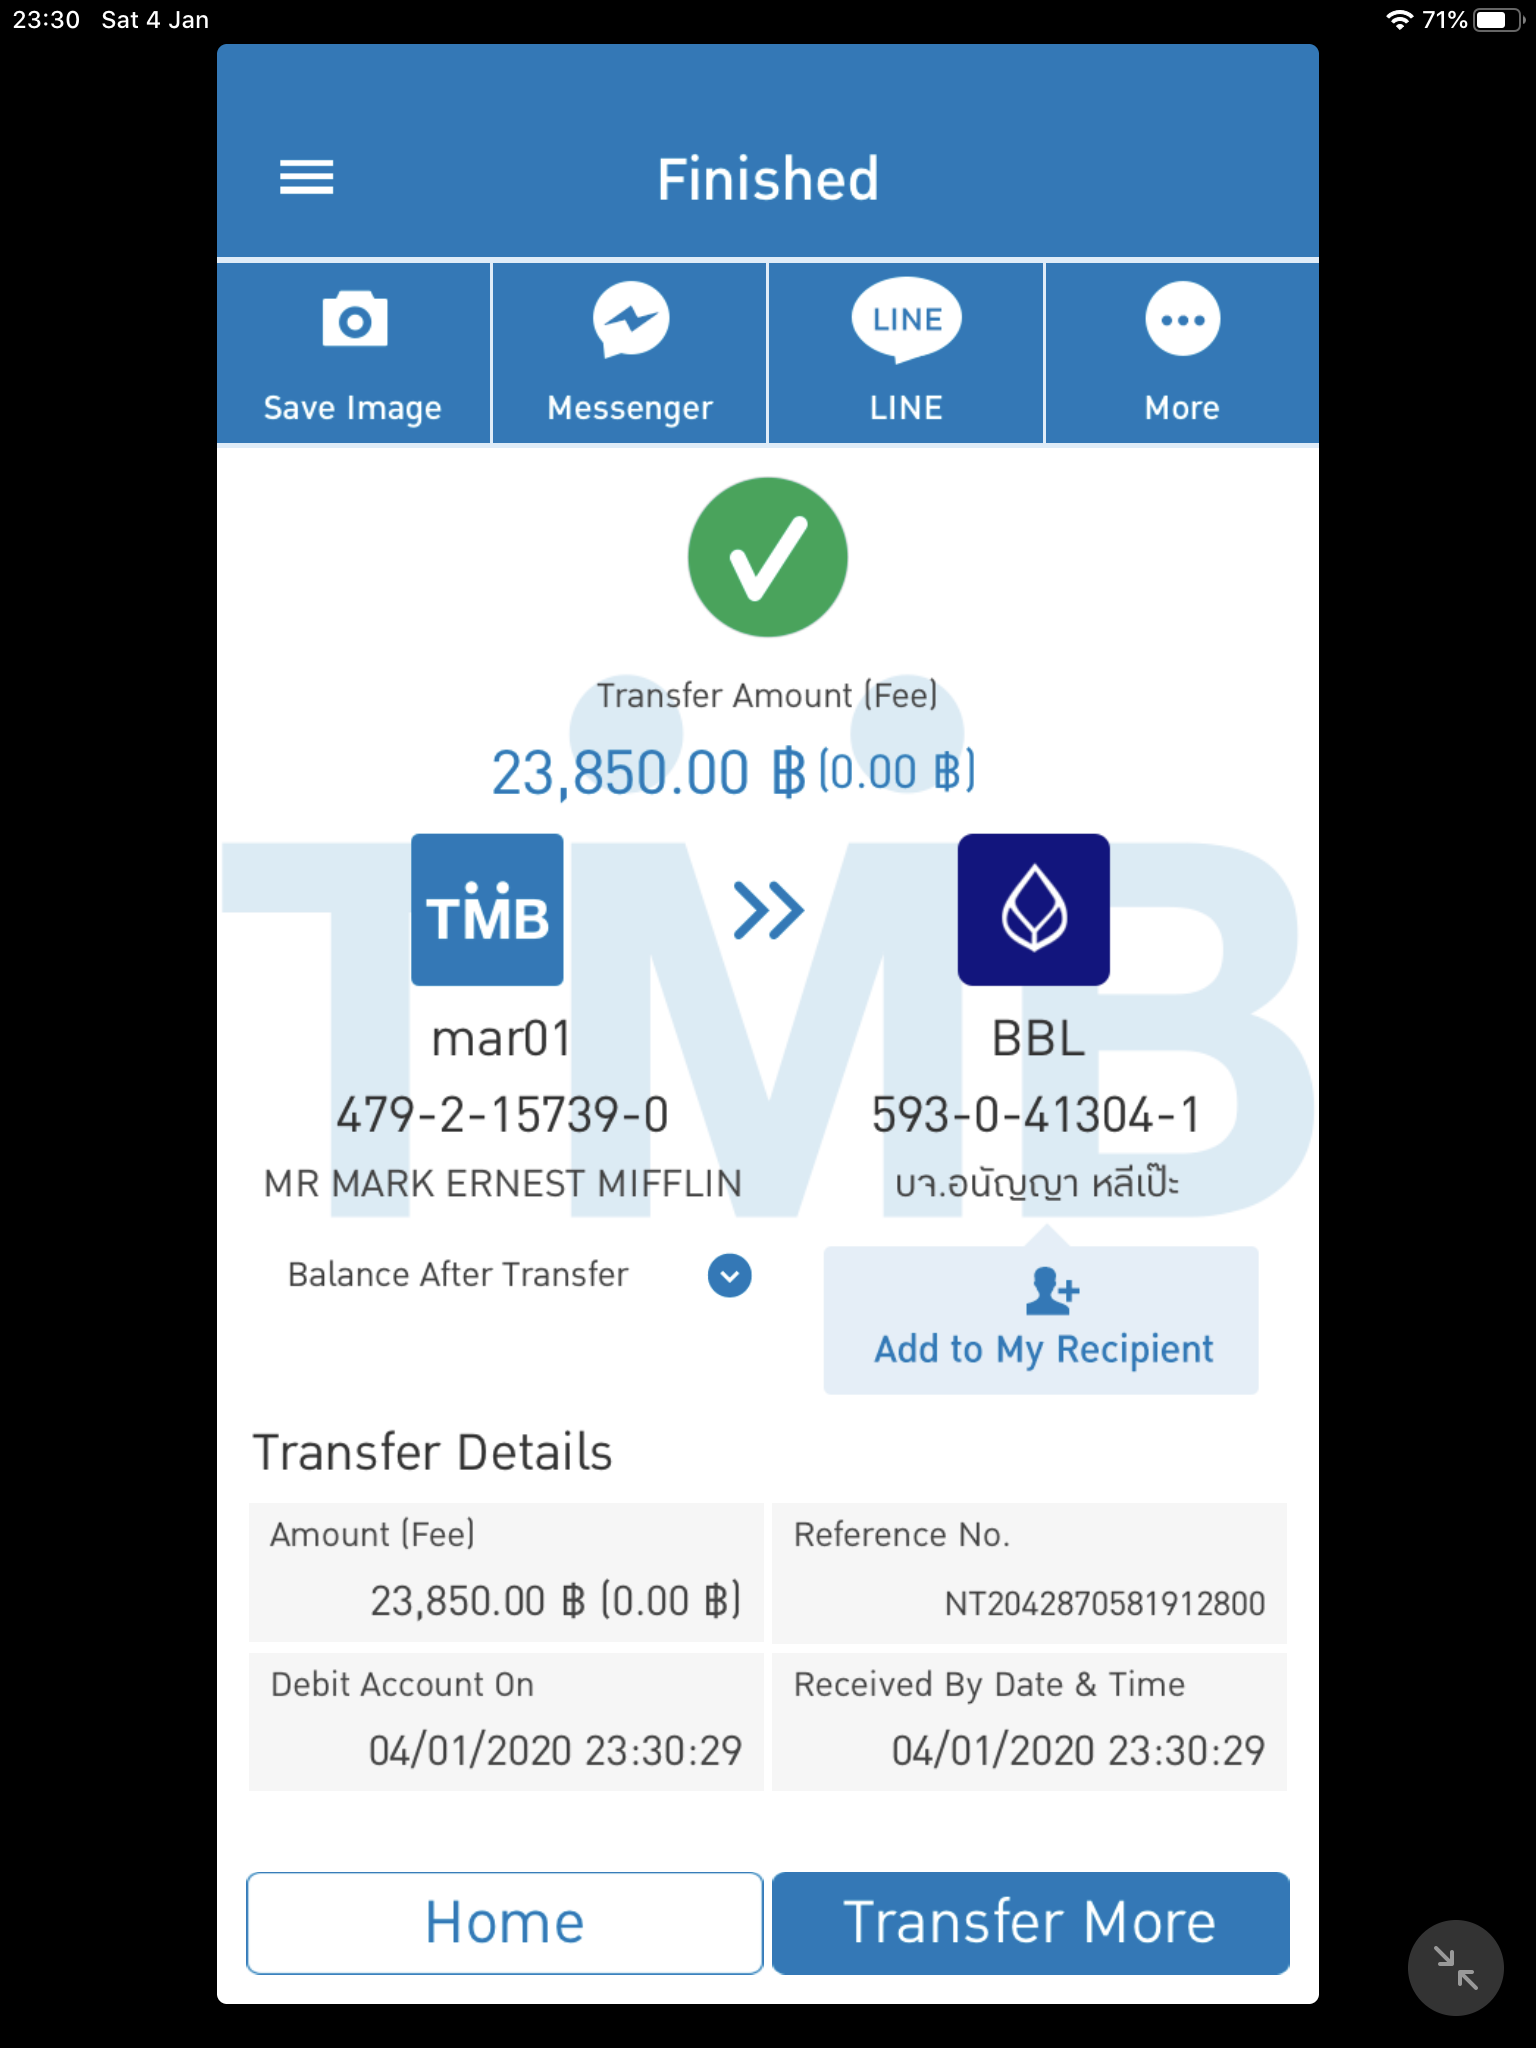 23:30 Sat 4 Jan 71%
Finished
Save Image Messenger LINE LINE More
Transfer Amount (Fee)
23,850.00 ฿ (0.00 ฿)
TMB
mar01 BBL
479-2-15739-0 593-0-41304-1
MR MARK ERNEST MIFFLIN บจ.อนัญญา หลีเป๊ะ
Balance After Transfer
Add to My Recipient
Transfer Details
Amount (Fee) Reference No.
23,850.00 ฿ (0.00 ฿) NT2042870581912800
Debit Account On Received By Date & Time
04/01/2020 23:30:29 04/01/2020 23:30:29
Home Transfer More
TMB